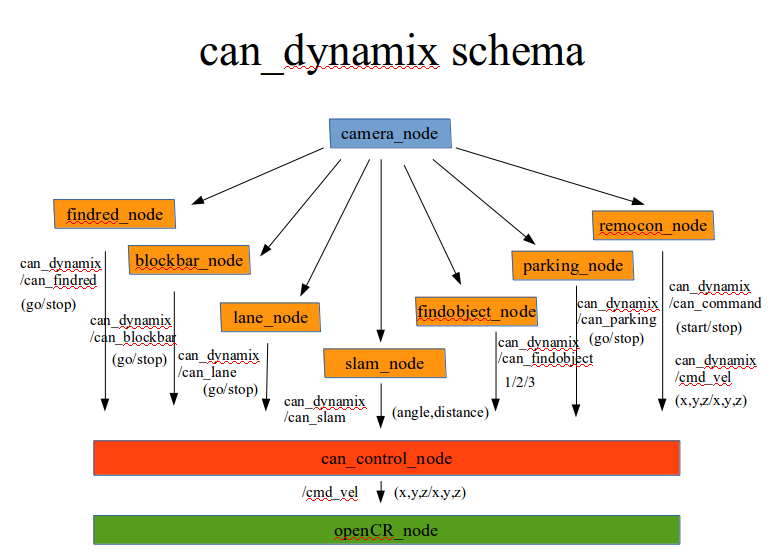 can_dynamix schema
camera_node
findred_node
remocon_node
blockbar_node
parking_node
lane_node
findobject_node
slam_node
can_dynamix
/can_findred
(go/stop)
can_dynamix
/can_blockbar
(go/stop)
can_dynamix
/can_lane
(go/stop)
can_dynamix
/can_slam
(angle,distance)
can_dynamix
/can_findobject
1/2/3
can_dynamix
/can_parking
(go/stop)
can_dynamix
/can_command
(start/stop)
can_dynamix
/cmd_vel
(x,y,z/x,y,z)
can_control_node
/cmd_vel
(x,y,z/x,y,z)
openCR_node